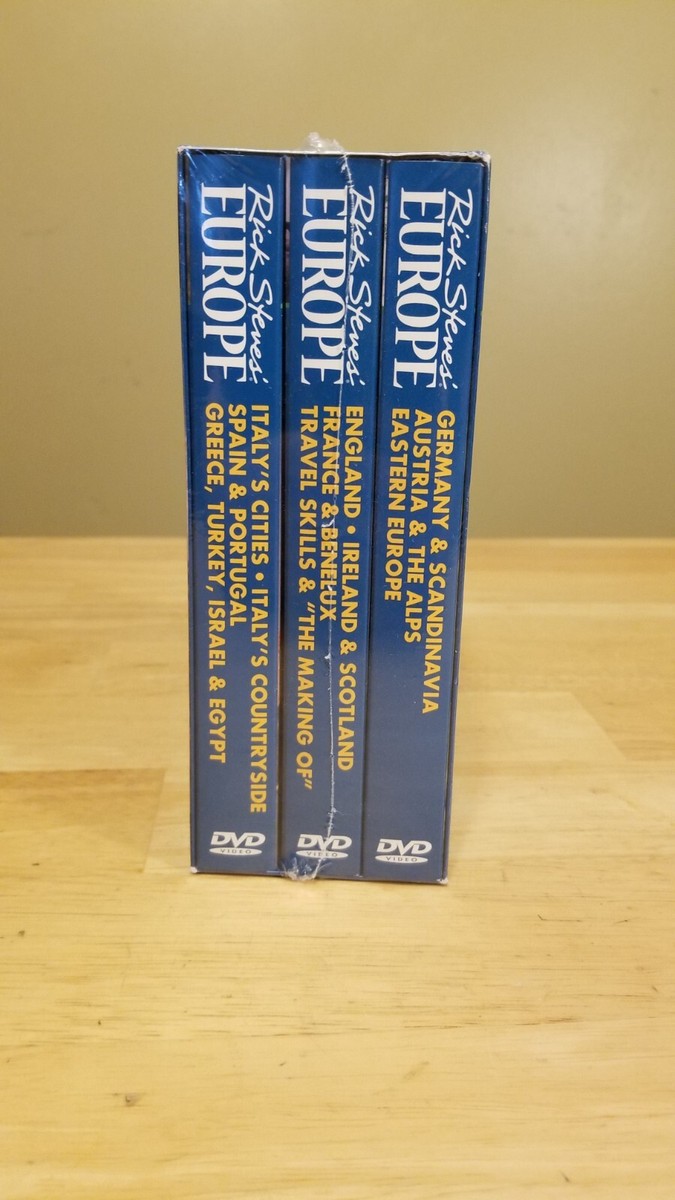 Rick Steves'
EUROPE
ITALY'S CITIES • ITALY'S COUNTRYSIDE
SPAIN & PORTUGAL
GREECE, TURKEY, ISRAEL & EGYPT
DVD
VIDEO
Rick Steves'
EUROPE
ENGLAND • IRELAND & SCOTLAND
FRANCE & BENELUX
TRAVEL SKILLS & "THE MAKING OF"
DVD
VIDEO
Rick Steves'
EUROPE
GERMANY & SCANDINAVIA
AUSTRIA & THE ALPS
EASTERN EUROPE
DVD
VIDEO